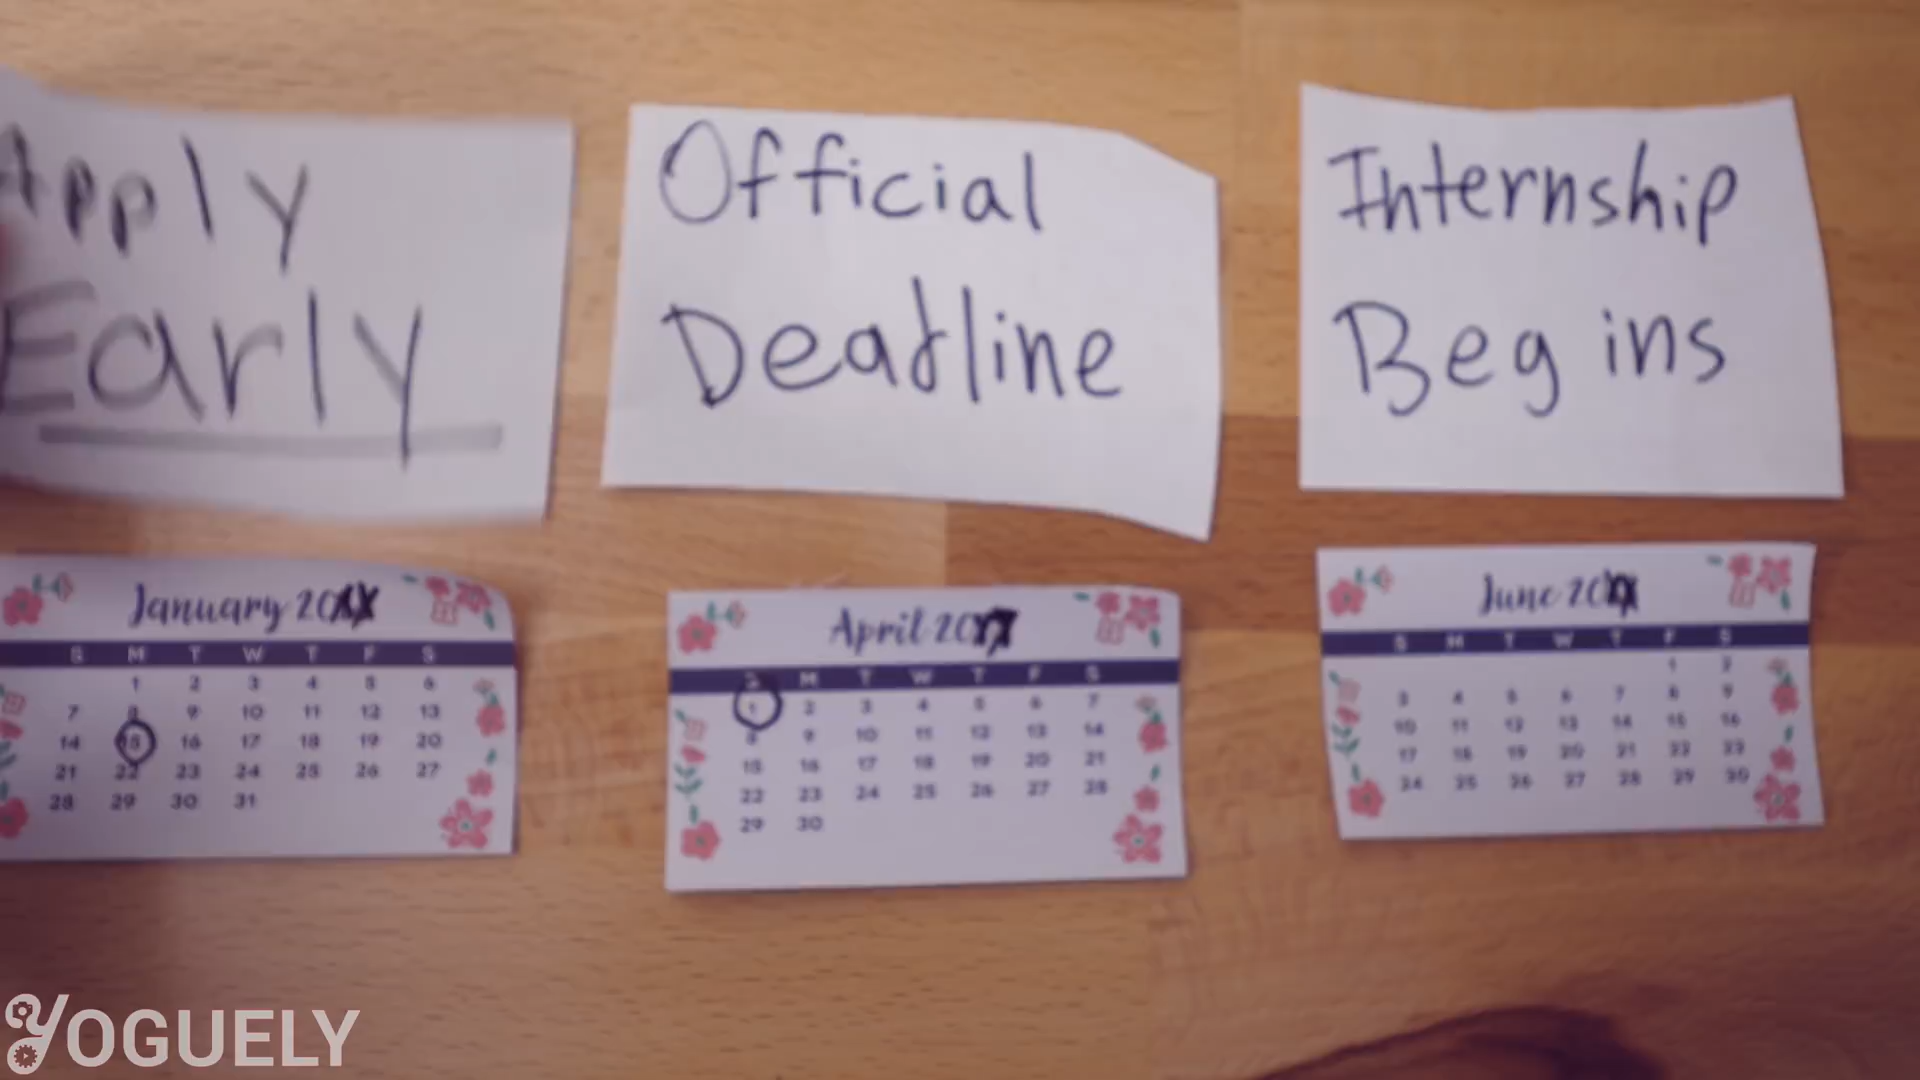 Apply
Early
Official
Deadline
Internship
Begins
January 20
S M T W T F S
1 2 3 4 5 6
7 8 9 10 11 12 13
14 15 16 17 18 19 20
21 22 23 24 25 26 27
28 29 30 31
April 20
S M T W T F S
1 2 3 4 5 6 7
8 9 10 11 12 13 14
15 16 17 18 19 20 21
22 23 24 25 26 27 28
29 30
June 20
S M T W T F S
1 2
3 4 5 6 7 8 9
10 11 12 13 14 15 16
17 18 19 20 21 22 23
24 25 26 27 28 29 30
YOGUELY